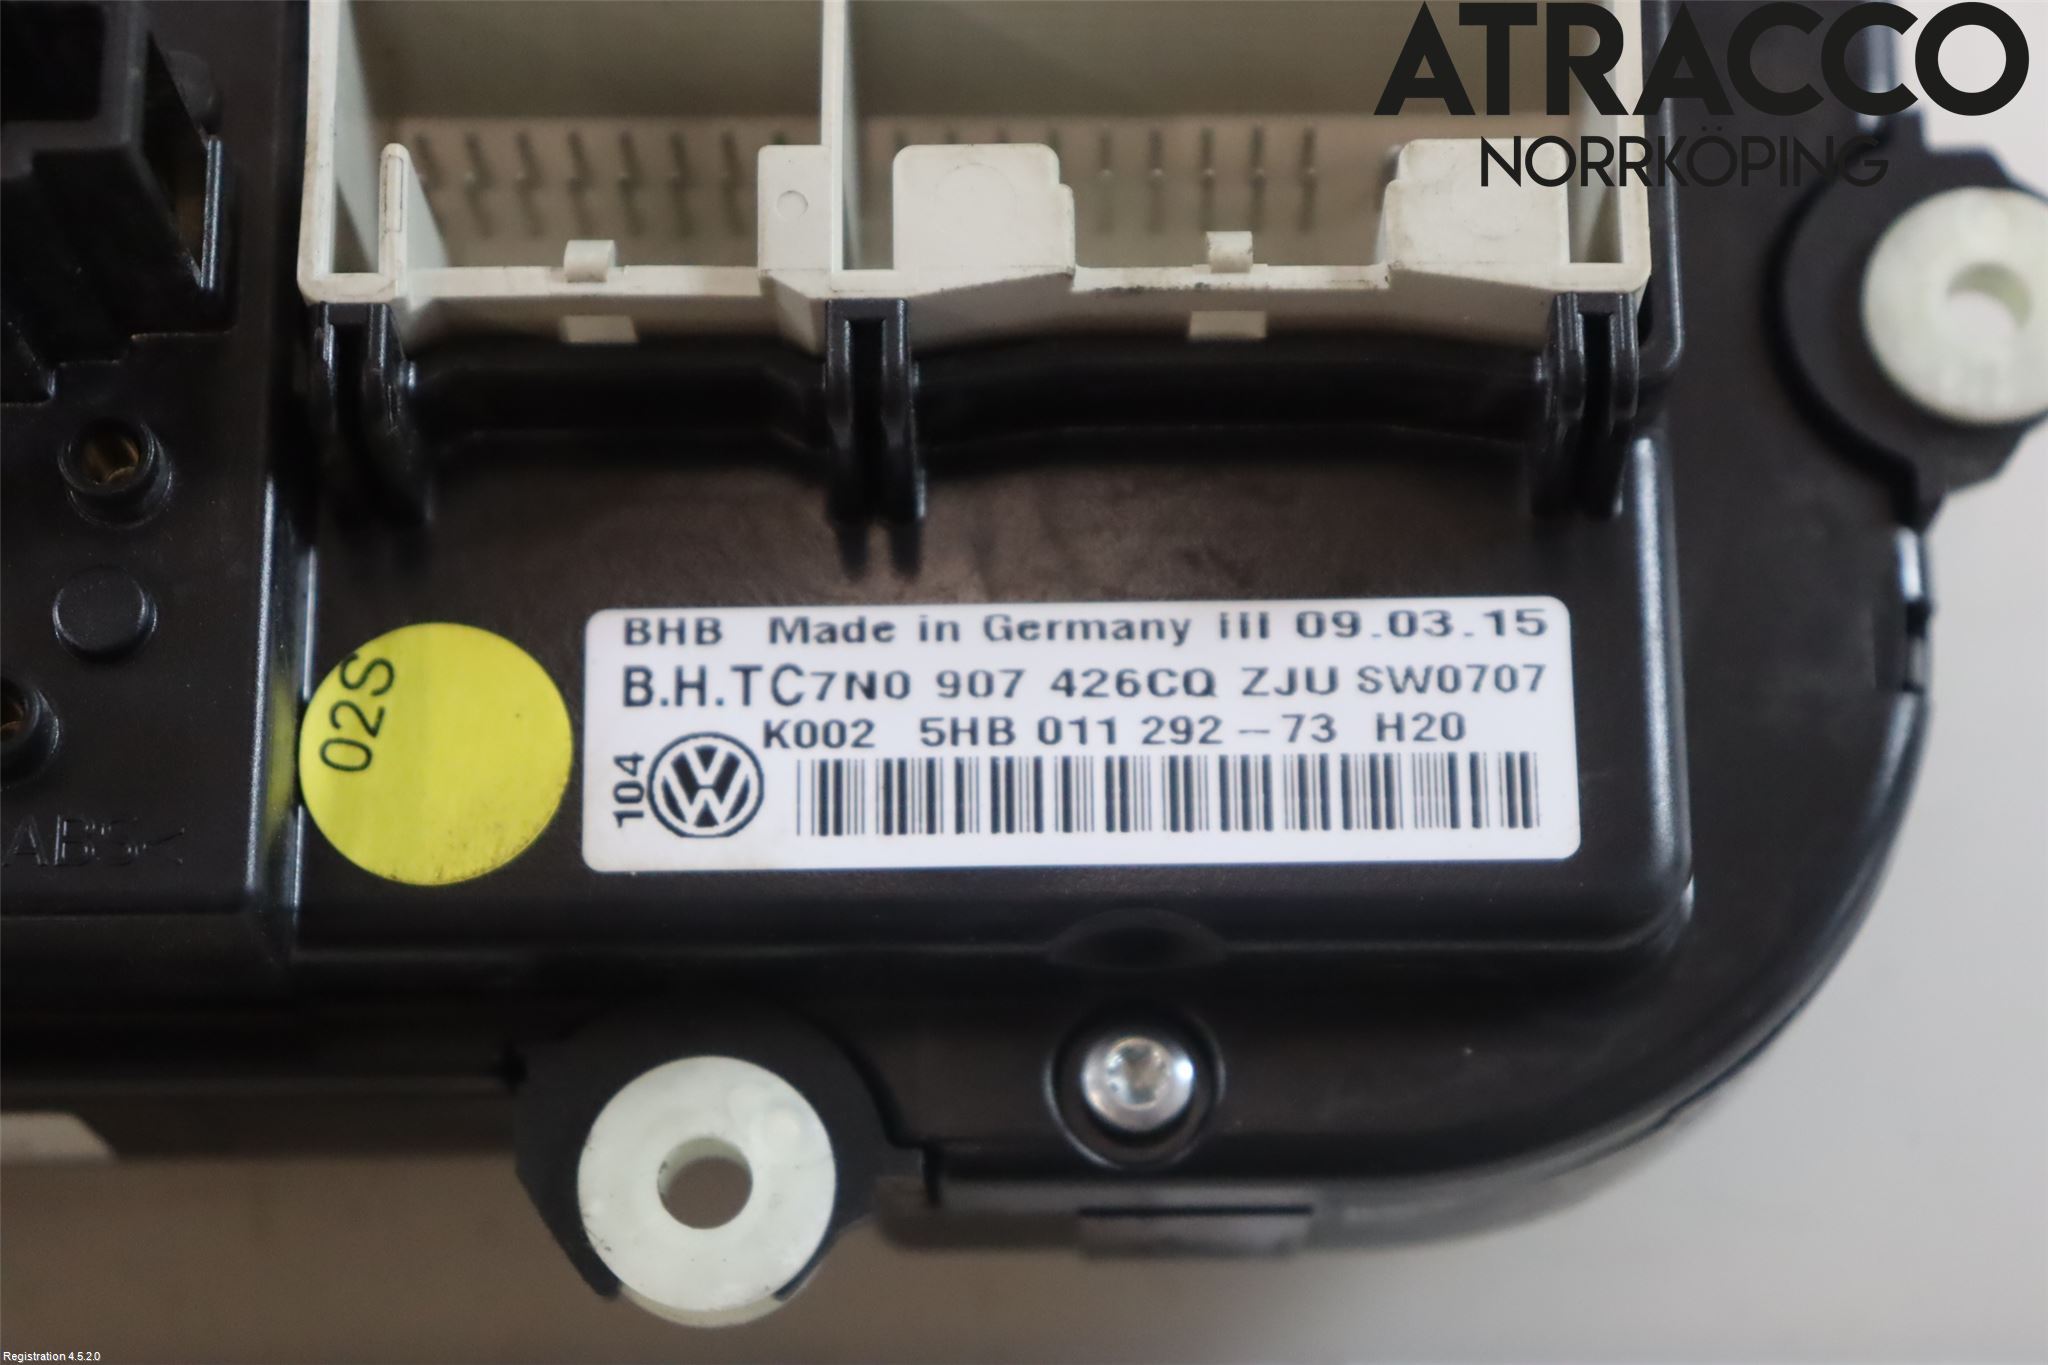 ATRACCO
NORRKÖPING
BHB Made in Germany iii 09.03.15
B.H.TC7N0 907 426CQ ZJU SW0707
K002 5HB 011 292-73 H20
104
02S
ABS<
Registration 4.5.2.0